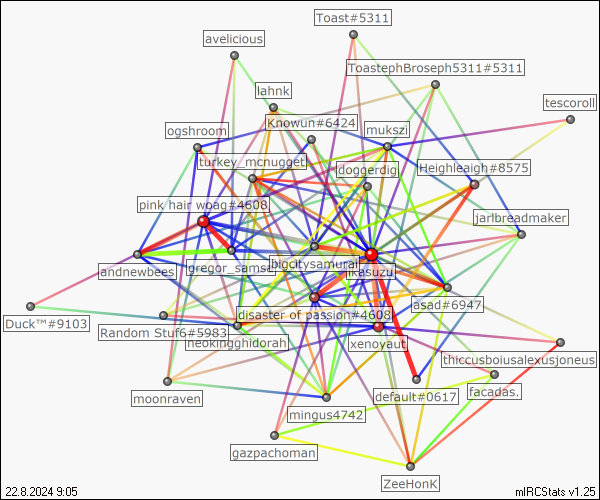 Toast#5311
avelicious
ToastephBroseph5311#5311
lahnk
tescoroll
Knowun#6424
ogshroom
mukszi
turkey_mcnugget
doggerdig
Heighleaigh#8575
pink hair woag#4608
jarlbreadmaker
andnewbees
gregor_samsa
bigcitysamurai
ikasuzu
asad#6947
disaster of passion#4608
Duck™#9103
Random Stuf6#5983
neokingghidorah
xenoyaut
thiccusboiusalexusjoneus
moonraven
default#0617
facadas.
mingus4742
gazpachoman
ZeeHonK
22.8.2024 9:05
mIRCStats v1.25